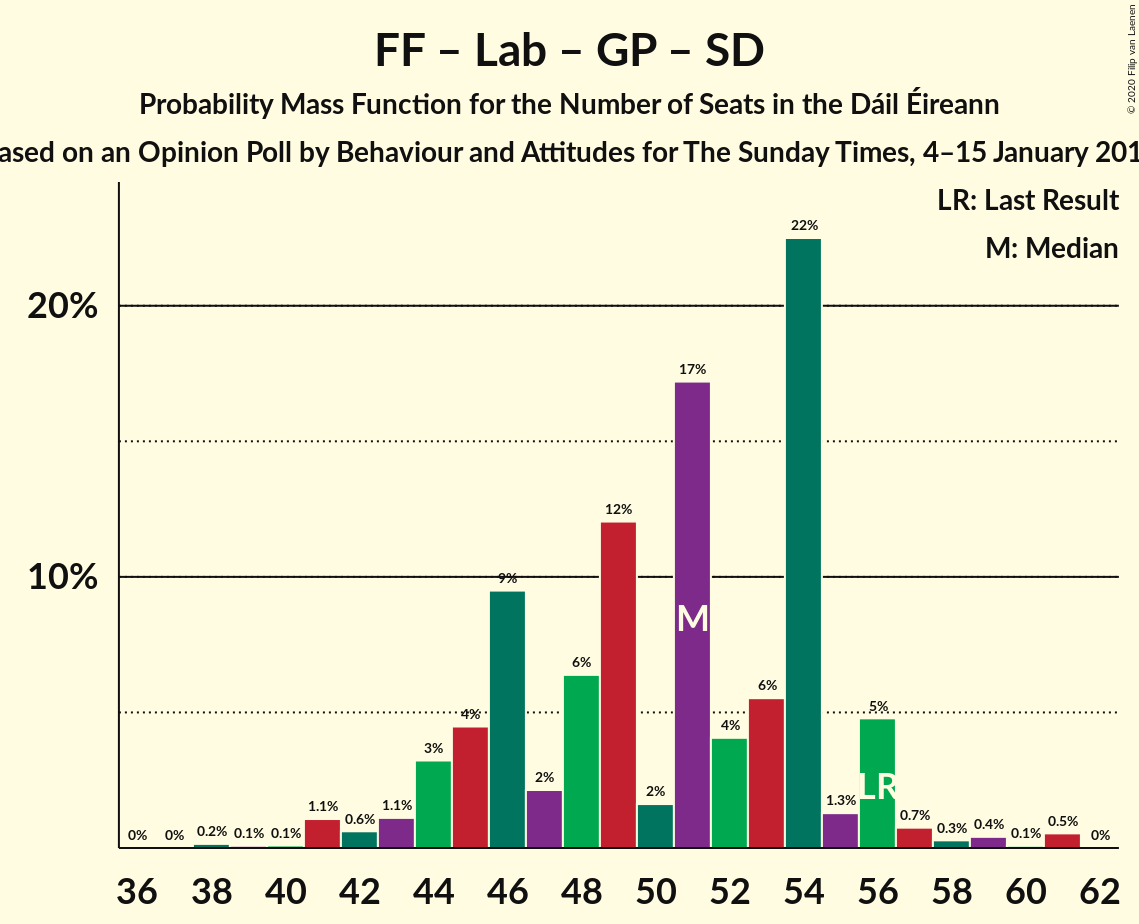 FF – Lab – GP – SD
Probability Mass Function for the Number of Seats in the Dáil Éireann
ased on an Opinion Poll by Behaviour and Attitudes for The Sunday Times, 4–15 January 201
© 2020 Filip van Laenen
LR: Last Result
M: Median
20%
10%
0% 0% 0.2% 0.1% 0.1% 1.1% 0.6% 1.1% 3% 4% 9% 2% 6% 12% 2% 17% 4% 6% 22% 1.3% 5% 0.7% 0.3% 0.4% 0.1% 0.5% 0%
M
LR
36 38 40 42 44 46 48 50 52 54 56 58 60 62